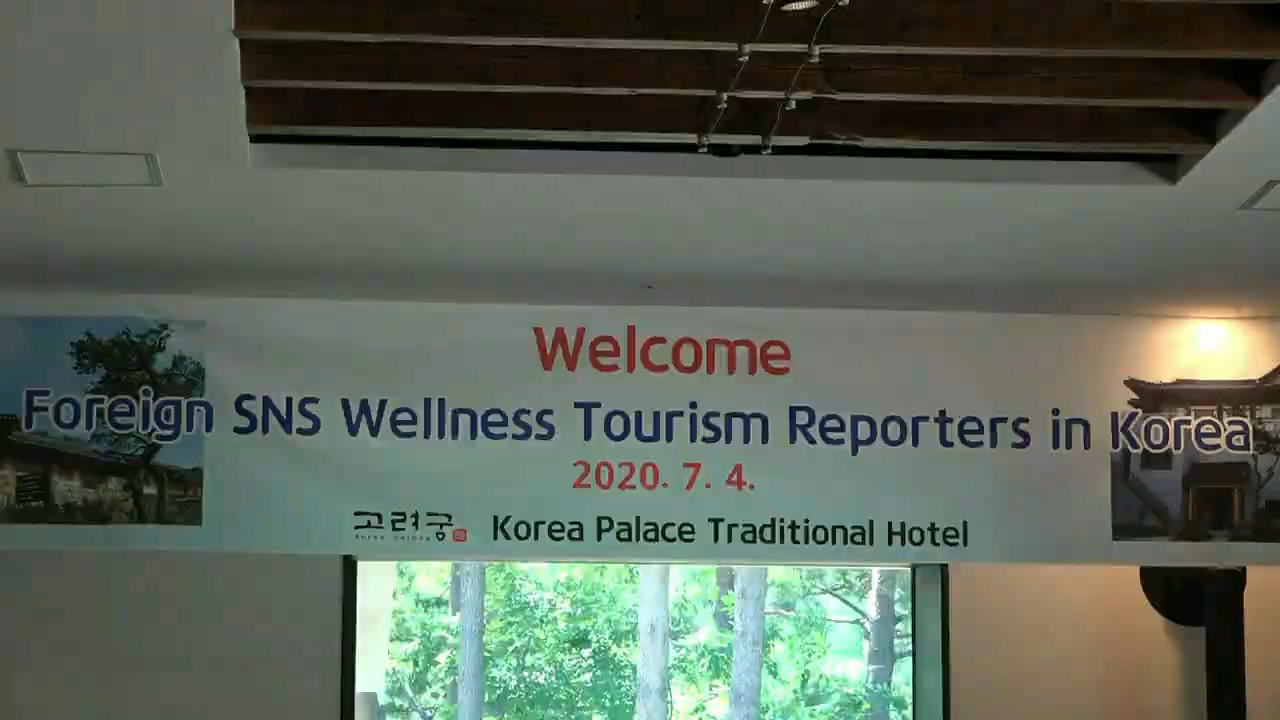 Welcome
Foreign SNS Wellness Tourism Reporters in Korea
2020. 7. 4.
고려궁 Korea Palace Traditional Hotel